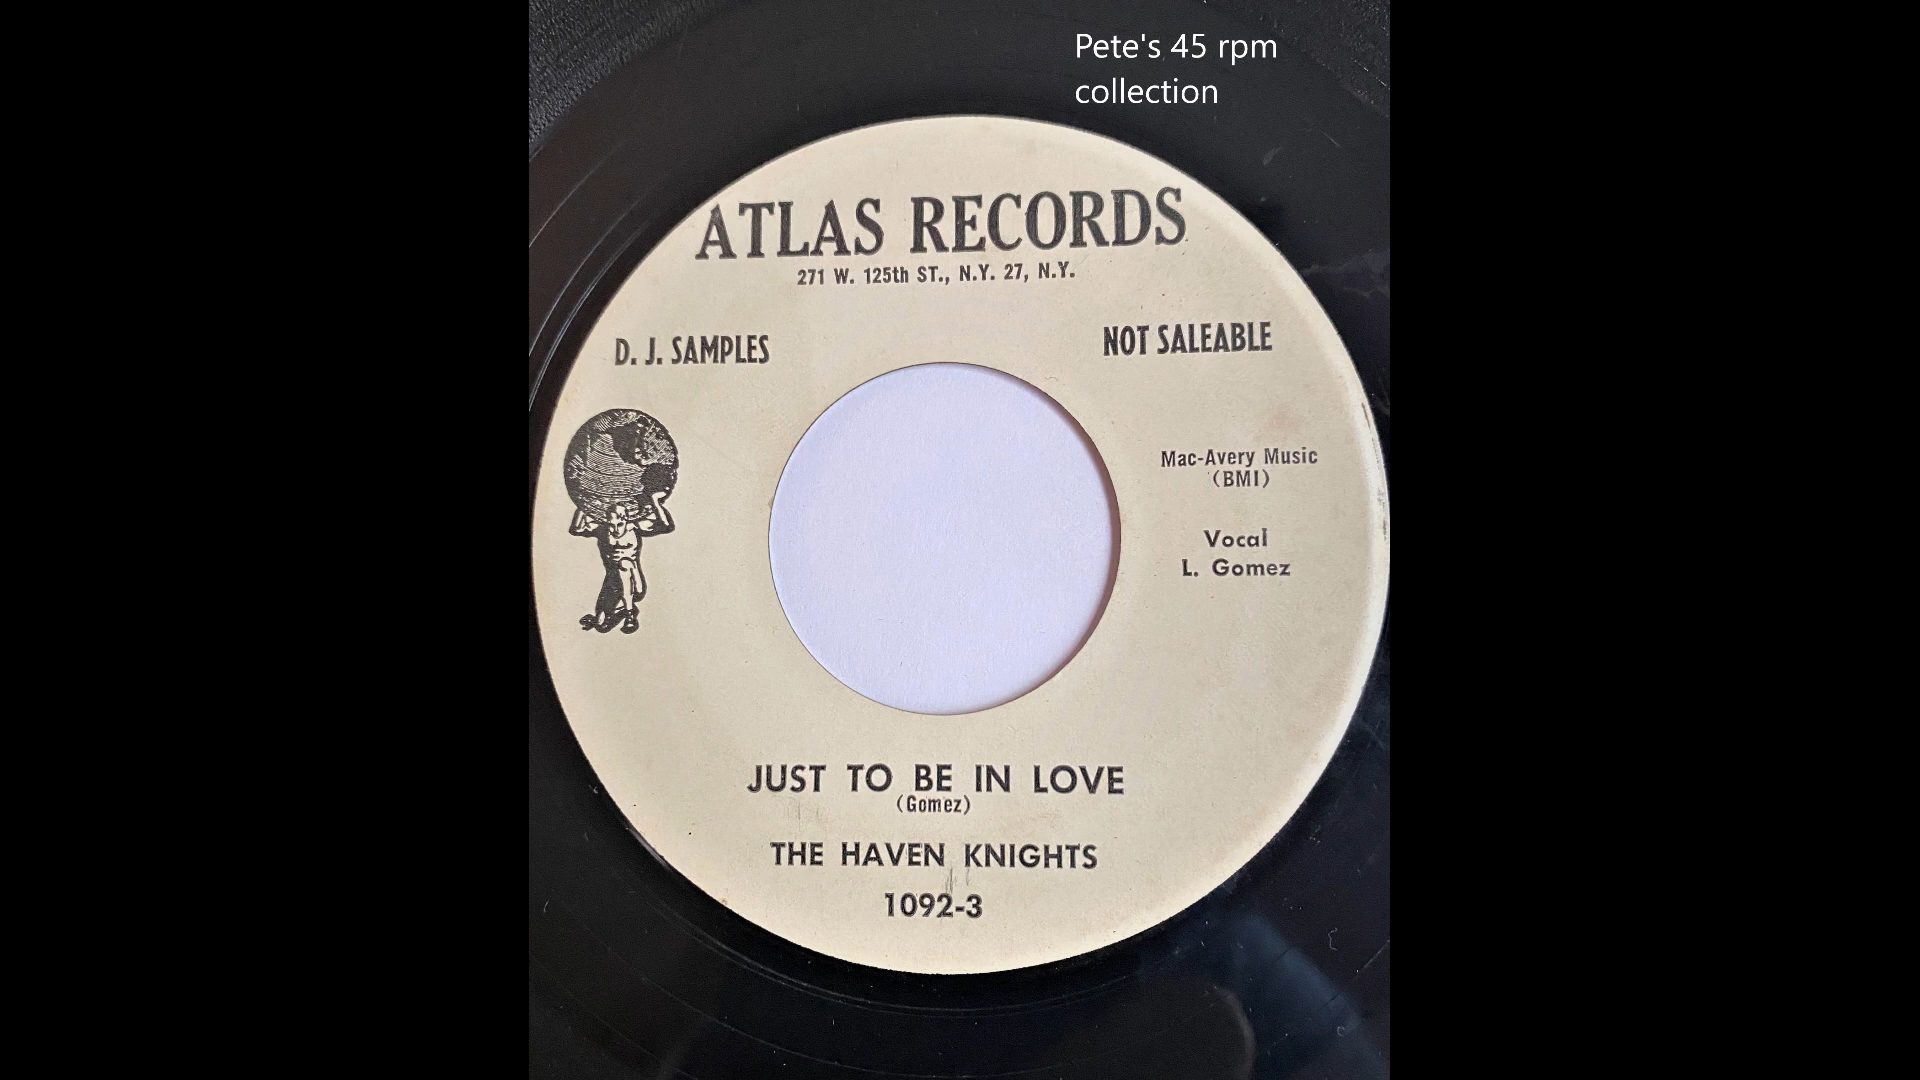 Pete's 45 rpm
collection
ATLAS RECORDS
271 W. 125th ST., N.Y. 27, N.Y.
D. J. SAMPLES
NOT SALEABLE
Mac-Avery Music
(BMI)
Vocal
L. Gomez
JUST TO BE IN LOVE
(Gomez)
THE HAVEN KNIGHTS
1092-3